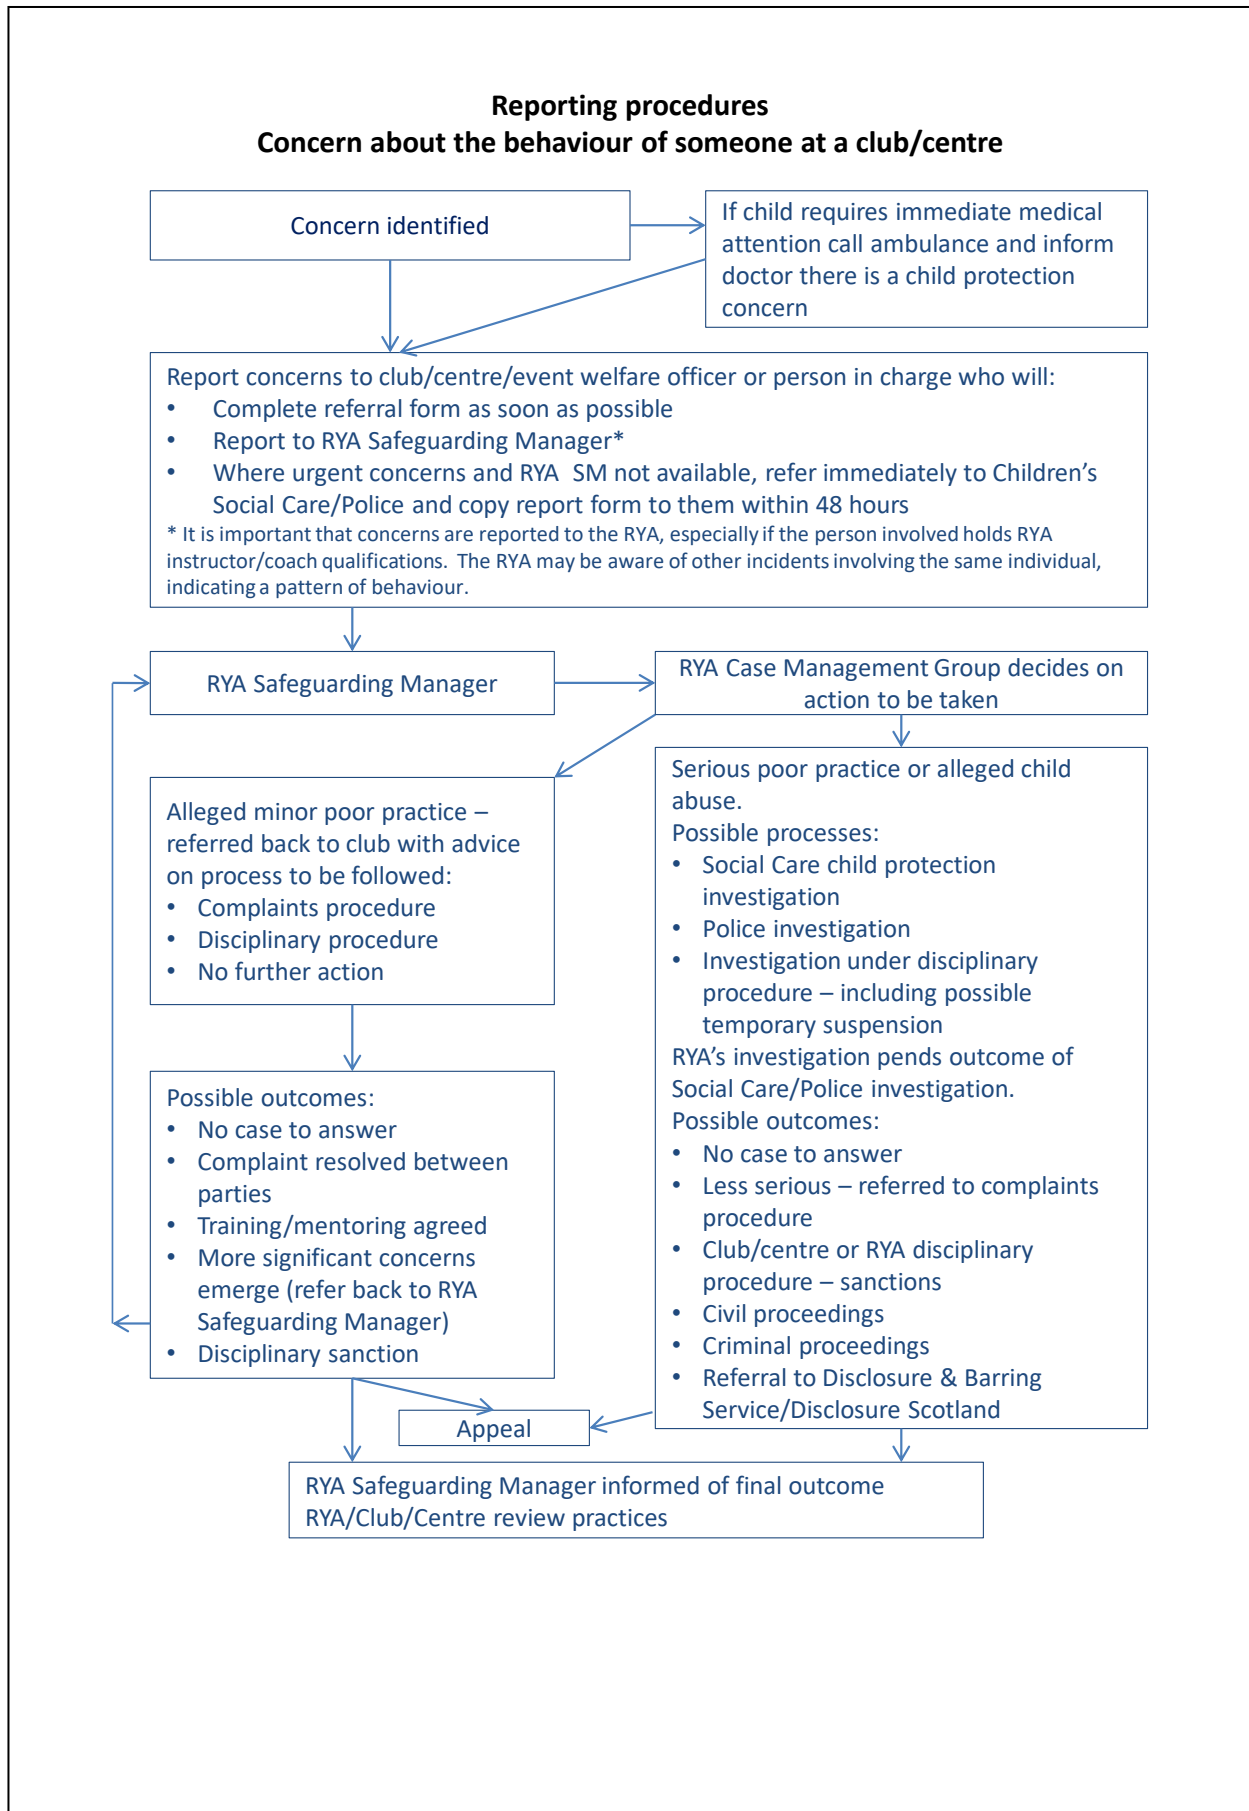 Reporting procedures
Concern about the behaviour of someone at a club/centre
Concern identified
If child requires immediate medical
attention call ambulance and inform
doctor there is a child protection
concern
Report concerns to club/centre/event welfare officer or person in charge who will:
• Complete referral form as soon as possible
• Report to RYA Safeguarding Manager*
• Where urgent concerns and RYA  SM not available, refer immediately to Children’s
Social Care/Police and copy report form to them within 48 hours
* It is important that concerns are reported to the RYA, especially if the person involved holds RYA
instructor/coach qualifications.  The RYA may be aware of other incidents involving the same individual,
indicating a pattern of behaviour.
RYA Safeguarding Manager
RYA Case Management Group decides on
action to be taken
Alleged minor poor practice –
referred back to club with advice
on process to be followed:
• Complaints procedure
• Disciplinary procedure
• No further action
Serious poor practice or alleged child
abuse.
Possible processes:
• Social Care child protection
investigation
• Police investigation
• Investigation under disciplinary
procedure – including possible
temporary suspension
RYA’s investigation pends outcome of
Social Care/Police investigation.
Possible outcomes:
• No case to answer
• Less serious – referred to complaints
procedure
• Club/centre or RYA disciplinary
procedure – sanctions
• Civil proceedings
• Criminal proceedings
• Referral to Disclosure & Barring
Service/Disclosure Scotland
Possible outcomes:
• No case to answer
• Complaint resolved between
parties
• Training/mentoring agreed
• More significant concerns
emerge (refer back to RYA
Safeguarding Manager)
• Disciplinary sanction
Appeal
RYA Safeguarding Manager informed of final outcome
RYA/Club/Centre review practices